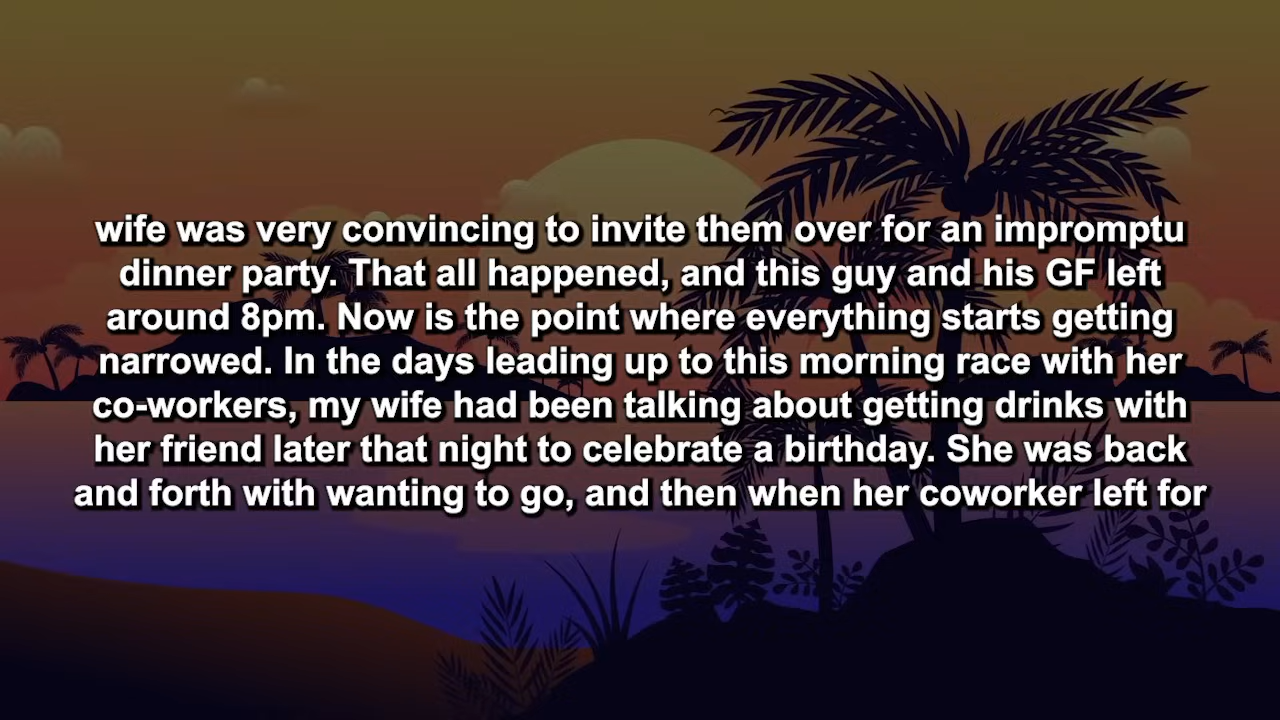 wife was very convincing to invite them over for an impromptu
dinner party. That all happened, and this guy and his GF left
around 8pm. Now is the point where everything starts getting
narrowed. In the days leading up to this morning race with her
co-workers, my wife had been talking about getting drinks with
her friend later that night to celebrate a birthday. She was back
and forth with wanting to go, and then when her coworker left for